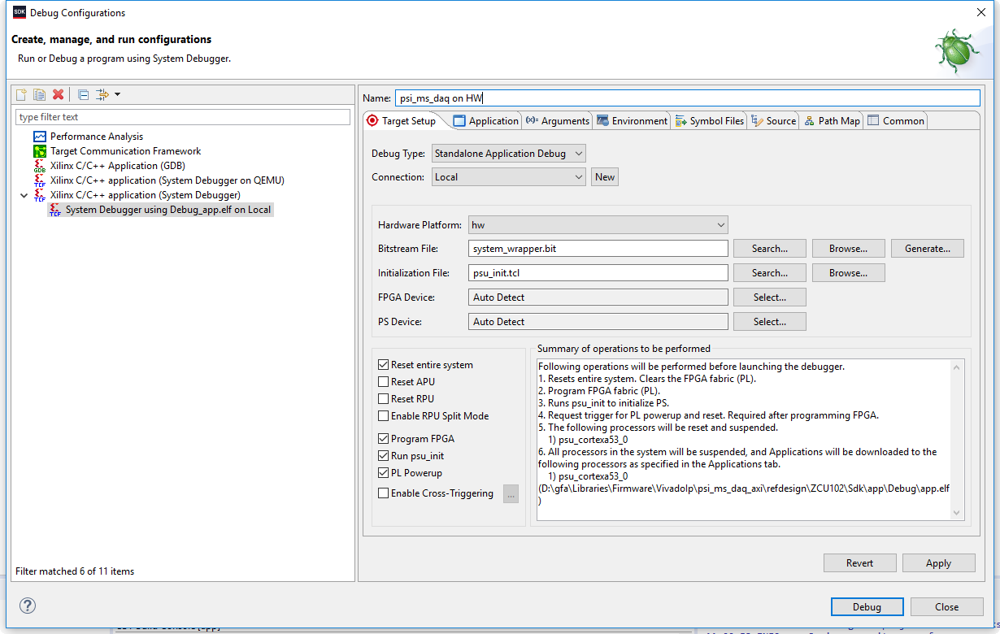 SDK Debug Configurations
Create, manage, and run configurations
Run or Debug a program using System Debugger.
type filter text
Performance Analysis
Target Communication Framework
GDB Xilinx C/C++ Application (GDB)
TCF Xilinx C/C++ application (System Debugger on QEMU)
TCF Xilinx C/C++ application (System Debugger)
TCF System Debugger using Debug_app.elf on Local
Filter matched 6 of 11 items
Name: psi_ms_daq on HW
Target Setup Application (x)= Arguments Environment Symbol Files Source Path Map Common
Debug Type: Standalone Application Debug
Connection: Local New
Hardware Platform: hw
Bitstream File: system_wrapper.bit Search... Browse... Generate...
Initialization File: psu_init.tcl Search... Browse...
FPGA Device: Auto Detect Select...
PS Device: Auto Detect Select...
Reset entire system
Reset APU
Reset RPU
Enable RPU Split Mode
Program FPGA
Run psu_init
PL Powerup
Enable Cross-Triggering ...
Summary of operations to be performed
Following operations will be performed before launching the debugger.
1. Resets entire system. Clears the FPGA fabric (PL).
2. Program FPGA fabric (PL).
3. Runs psu_init to initialize PS.
4. Request trigger for PL powerup and reset. Required after programming FPGA.
5. The following processors will be reset and suspended.
1) psu_cortexa53_0
6. All processors in the system will be suspended, and Applications will be downloaded to the
following processors as specified in the Applications tab.
1) psu_cortexa53_0
(D:\gfa\Libraries\Firmware\VivadoIp\psi_ms_daq_axi\refdesign\ZCU102\Sdk\app\Debug\app.elf
)
Revert Apply
? Debug Close